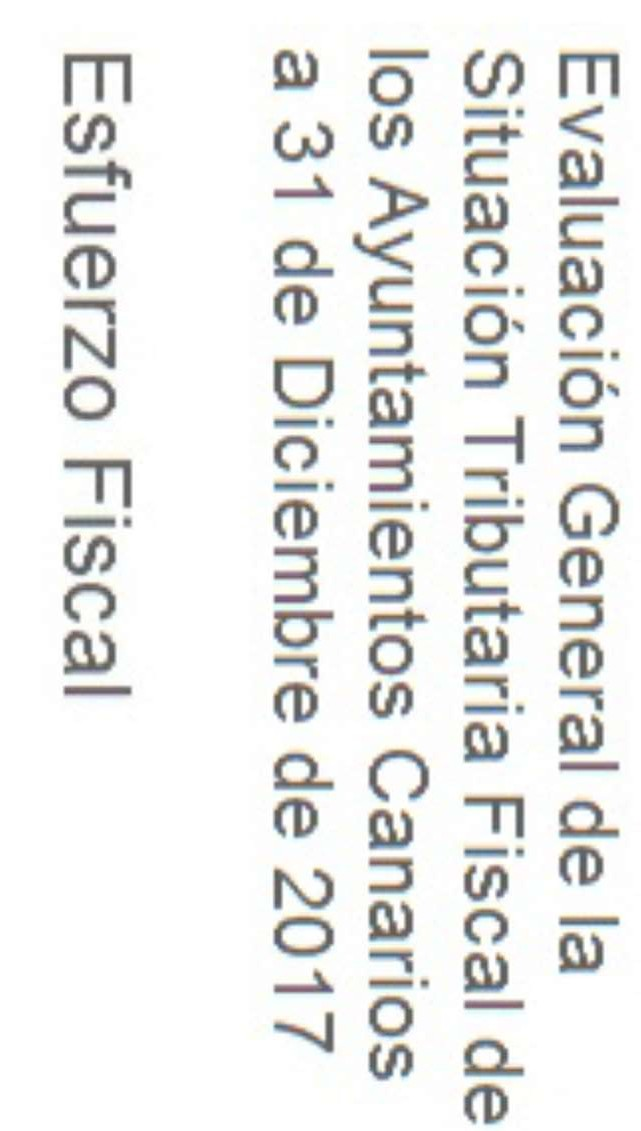 Evaluación General de la
Situación Tributaria Fiscal de
los Ayuntamientos Canarios
a 31 de Diciembre de 2017
Esfuerzo Fiscal